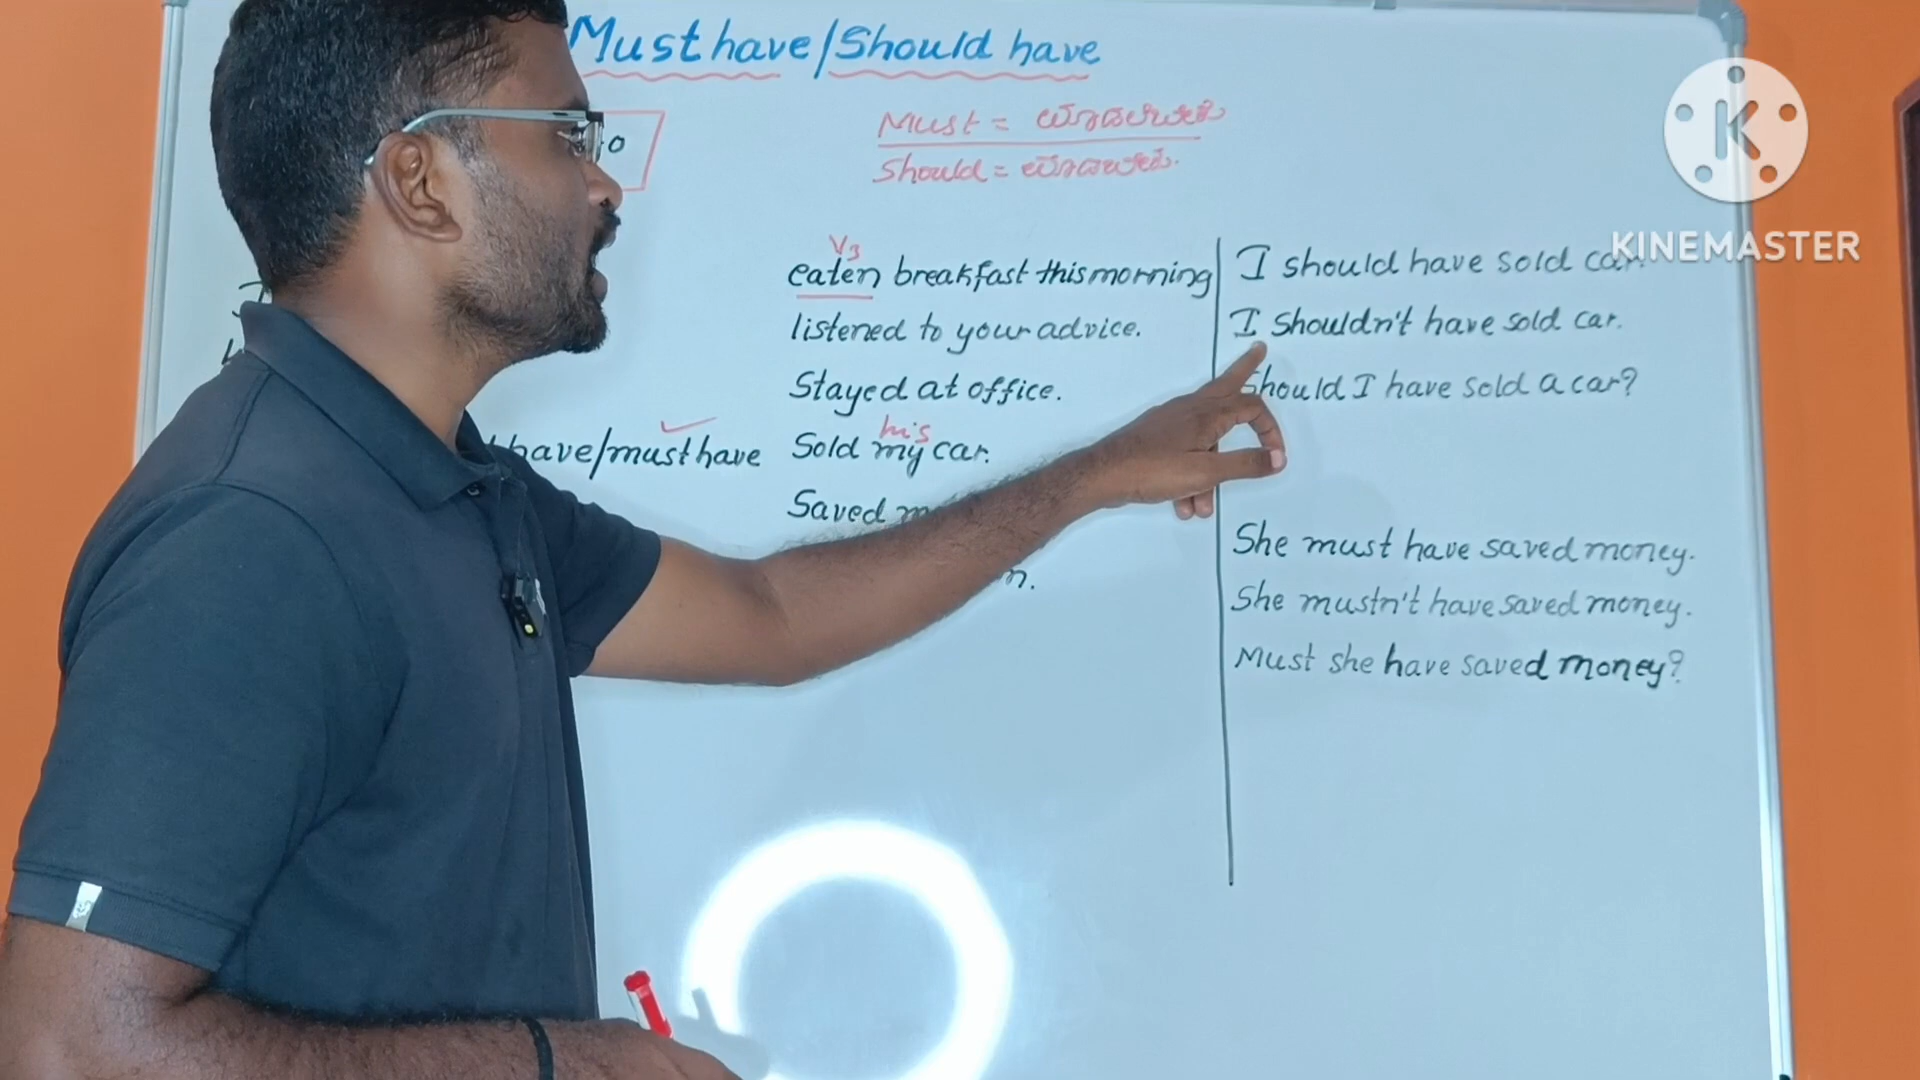 Must have/Should have
Must =
Should =
V3
eaten breakfast this morning
listened to your advice.
Stayed at office.
have/must have
his
Sold my car.
Saved
I should have sold car.
I shouldn't have sold car.
Should I have sold a car?
She must have saved money.
She mustn't have saved money.
Must she have saved money?
K
KINEMASTER